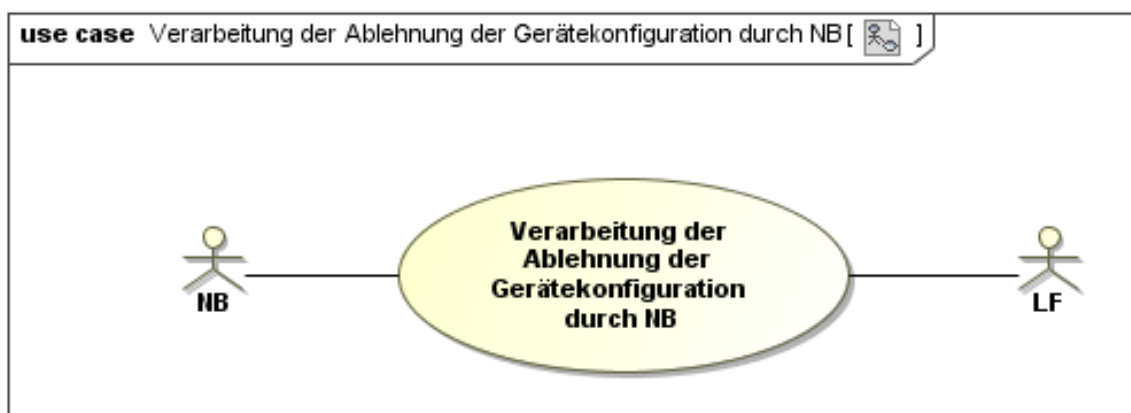 use case Verarbeitung der Ablehnung der Gerätekonfiguration durch NB [ ]
Verarbeitung der
Ablehnung der
Gerätekonfiguration
durch NB
NB
LF